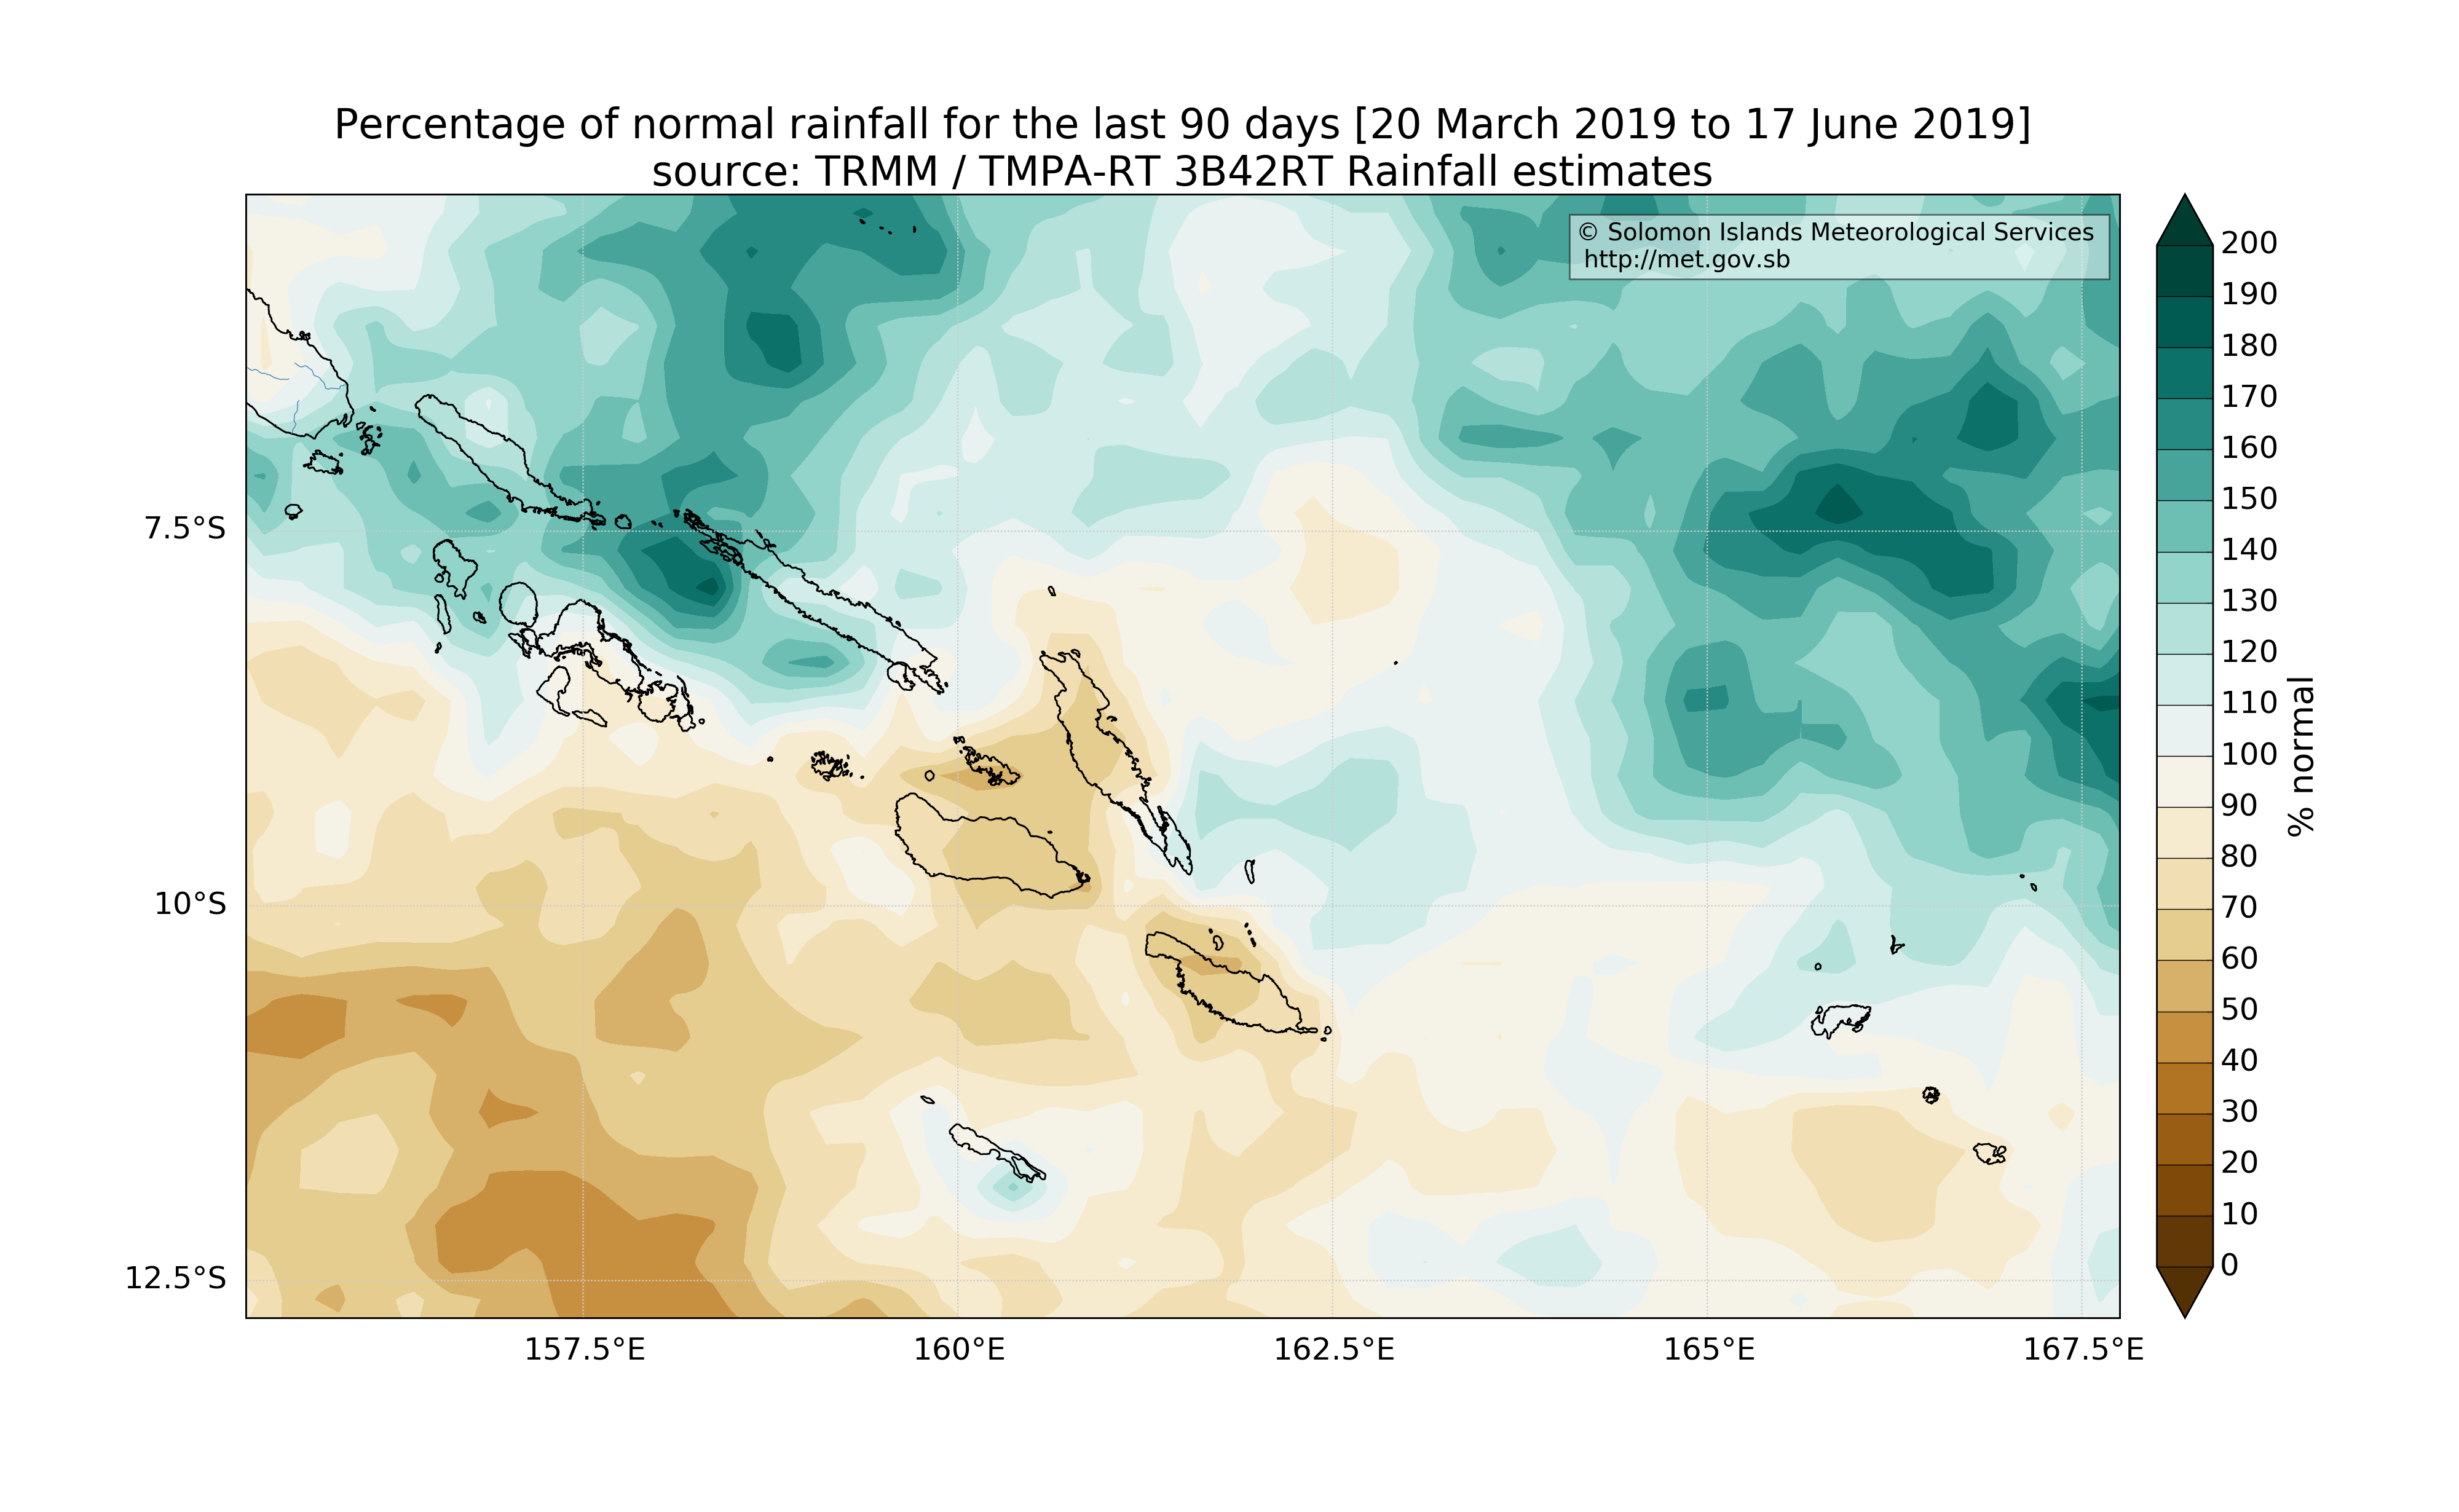 Percentage of normal rainfall for the last 90 days [20 March 2019 to 17 June 2019]
source: TRMM / TMPA-RT 3B42RT Rainfall estimates
© Solomon Islands Meteorological Services
http://met.gov.sb
7.5°S
10°S
12.5°S
157.5°E
160°E
162.5°E
165°E
167.5°E
200
190
180
170
160
150
140
130
120
110
100
90
80
70
60
50
40
30
20
10
0
% normal